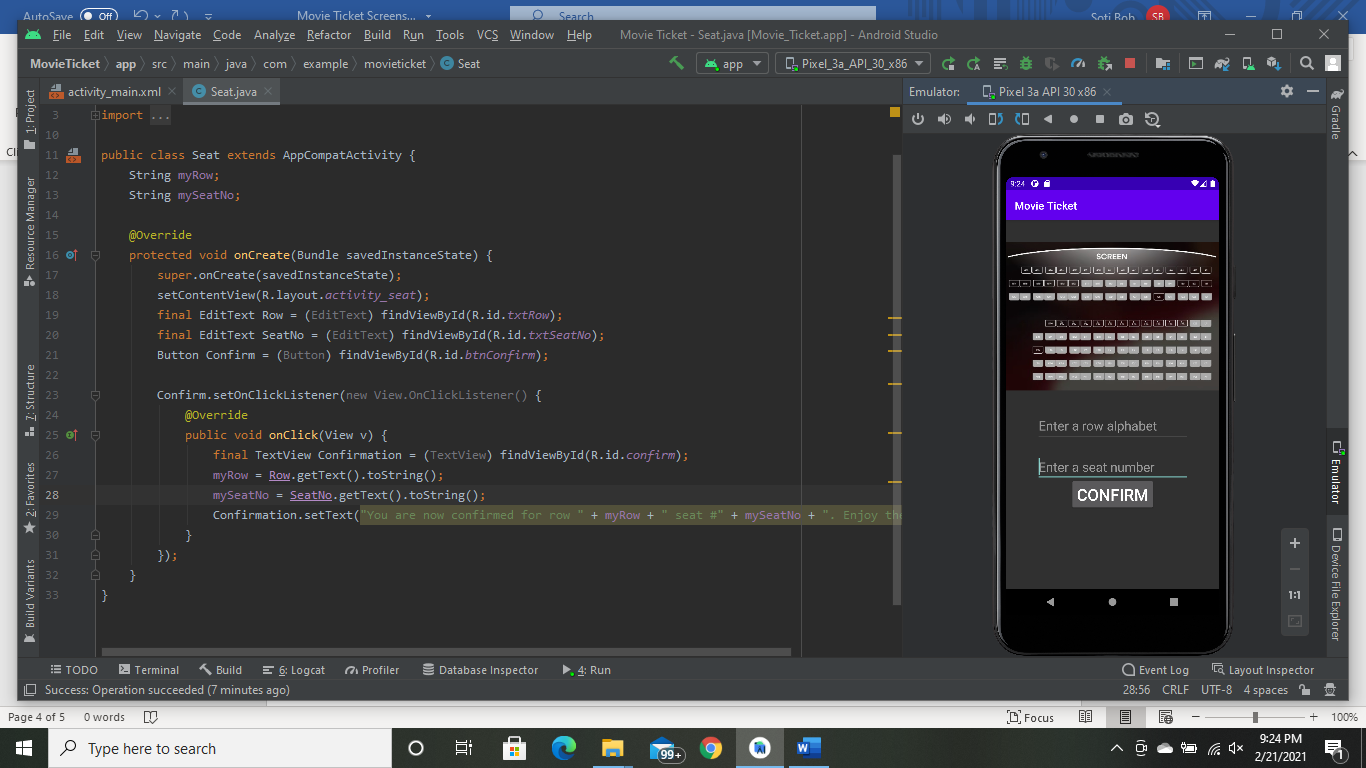 AutoSave Off Movie Ticket Screens... Search Soti Rob SB
File Edit View Navigate Code Analyze Refactor Build Run Tools VCS Window Help Movie Ticket - Seat.java [Movie_Ticket.app] - Android Studio
MovieTicket app src main java com example movieticket Seat app Pixel_3a_API_30_x86
activity_main.xml Seat.java Emulator: Pixel 3a API 30 x86
1: Project
Resource Manager
7: Structure
2: Favorites
Build Variants
3 import ...
10
11 public class Seat extends AppCompatActivity {
12 String myRow;
13 String mySeatNo;
14
15 @Override
16 protected void onCreate(Bundle savedInstanceState) {
17 super.onCreate(savedInstanceState);
18 setContentView(R.layout.activity_seat);
19 final EditText Row = (EditText) findViewById(R.id.txtRow);
20 final EditText SeatNo = (EditText) findViewById(R.id.txtSeatNo);
21 Button Confirm = (Button) findViewById(R.id.btnConfirm);
22
23 Confirm.setOnClickListener(new View.OnClickListener() {
24 @Override
25 public void onClick(View v) {
26 final TextView Confirmation = (TextView) findViewById(R.id.confirm);
27 myRow = Row.getText().toString();
28 mySeatNo = SeatNo.getText().toString();
29 Confirmation.setText("You are now confirmed for row " + myRow + " seat #" + mySeatNo + ". Enjoy the
30 }
31 });
32 }
33 }
9:24
Movie Ticket
SCREEN
Enter a row alphabet
Enter a seat number
CONFIRM
1:1
Gradle
Emulator
Device File Explorer
TODO Terminal Build 6: Logcat Profiler Database Inspector 4: Run Event Log Layout Inspector
Success: Operation succeeded (7 minutes ago) 28:56 CRLF UTF-8 4 spaces
Page 4 of 5 0 words Focus 100%
Type here to search 99+ 9:24 PM
2/21/2021 1